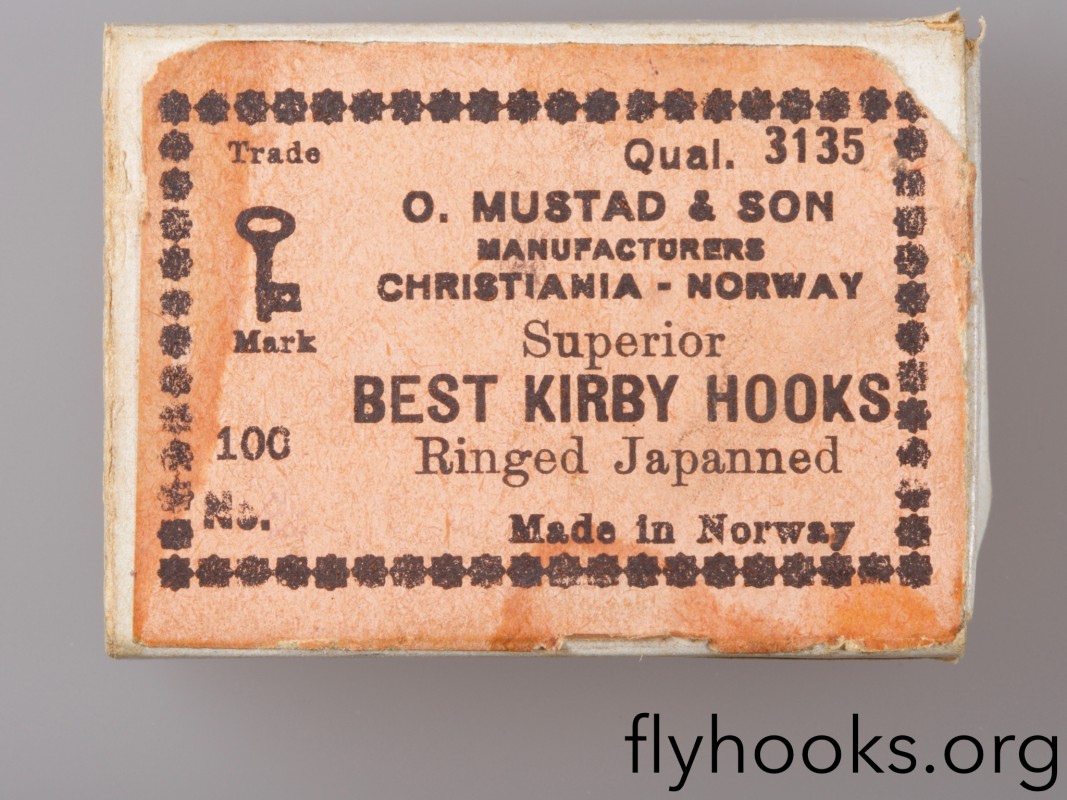 Trade
Qual. 3135
O. MUSTAD & SON
MANUFACTURERS
CHRISTIANIA - NORWAY
Mark
Superior
BEST KIRBY HOOKS
100
Ringed Japanned
No.
Made in Norway
flyhooks.org